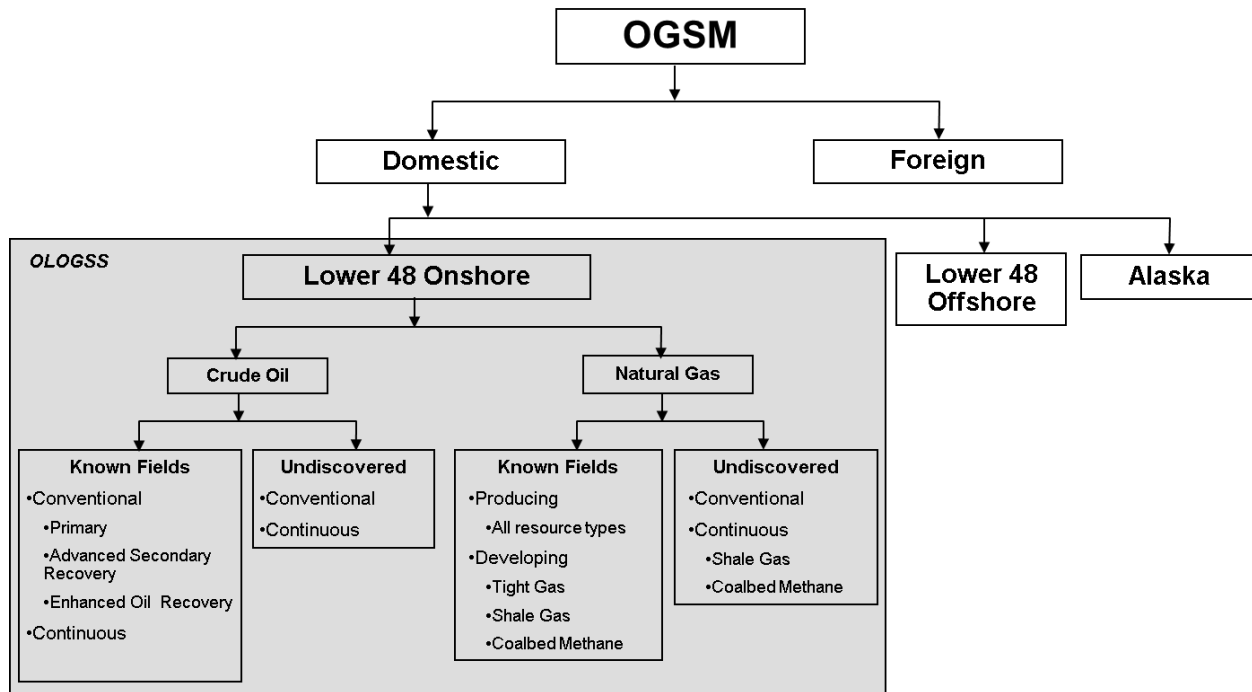 OGSM
Domestic
Foreign
OLOGSS
Lower 48 Onshore
Lower 48
Offshore
Alaska
Crude Oil
Natural Gas
Known Fields
•Conventional
•Primary
•Advanced Secondary
Recovery
•Enhanced Oil  Recovery
•Continuous
Undiscovered
•Conventional
•Continuous
Known Fields
•Producing
•All resource types
•Developing
•Tight Gas
•Shale Gas
•Coalbed Methane
Undiscovered
•Conventional
•Continuous
•Shale Gas
•Coalbed Methane